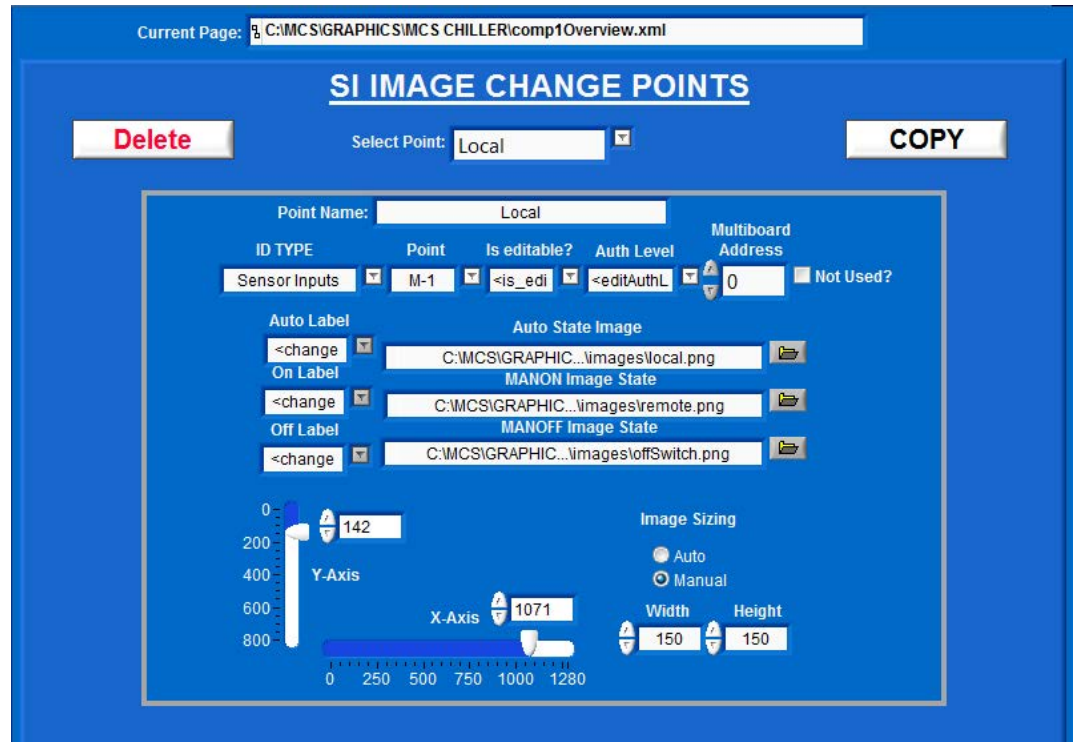 Current Page: C:\MCS\GRAPHICS\MCS CHILLER\comp1Overview.xml
SI IMAGE CHANGE POINTS
Delete
Select Point: Local
COPY
Point Name: Local
Multiboard
ID TYPE Point Is editable? Auth Level Address
Sensor Inputs M-1 <is_edi <editAuthL 0 Not Used?
Auto Label Auto State Image
<change C:\MCS\GRAPHIC...\images\local.png
On Label MANON Image State
<change C:\MCS\GRAPHIC...\images\remote.png
Off Label MANOFF Image State
<change C:\MCS\GRAPHIC...\images\offSwitch.png
0
142
200
400
600
800
Y-Axis
X-Axis 1071
0 250 500 750 1000 1280
Image Sizing
Auto
Manual
Width Height
150 150